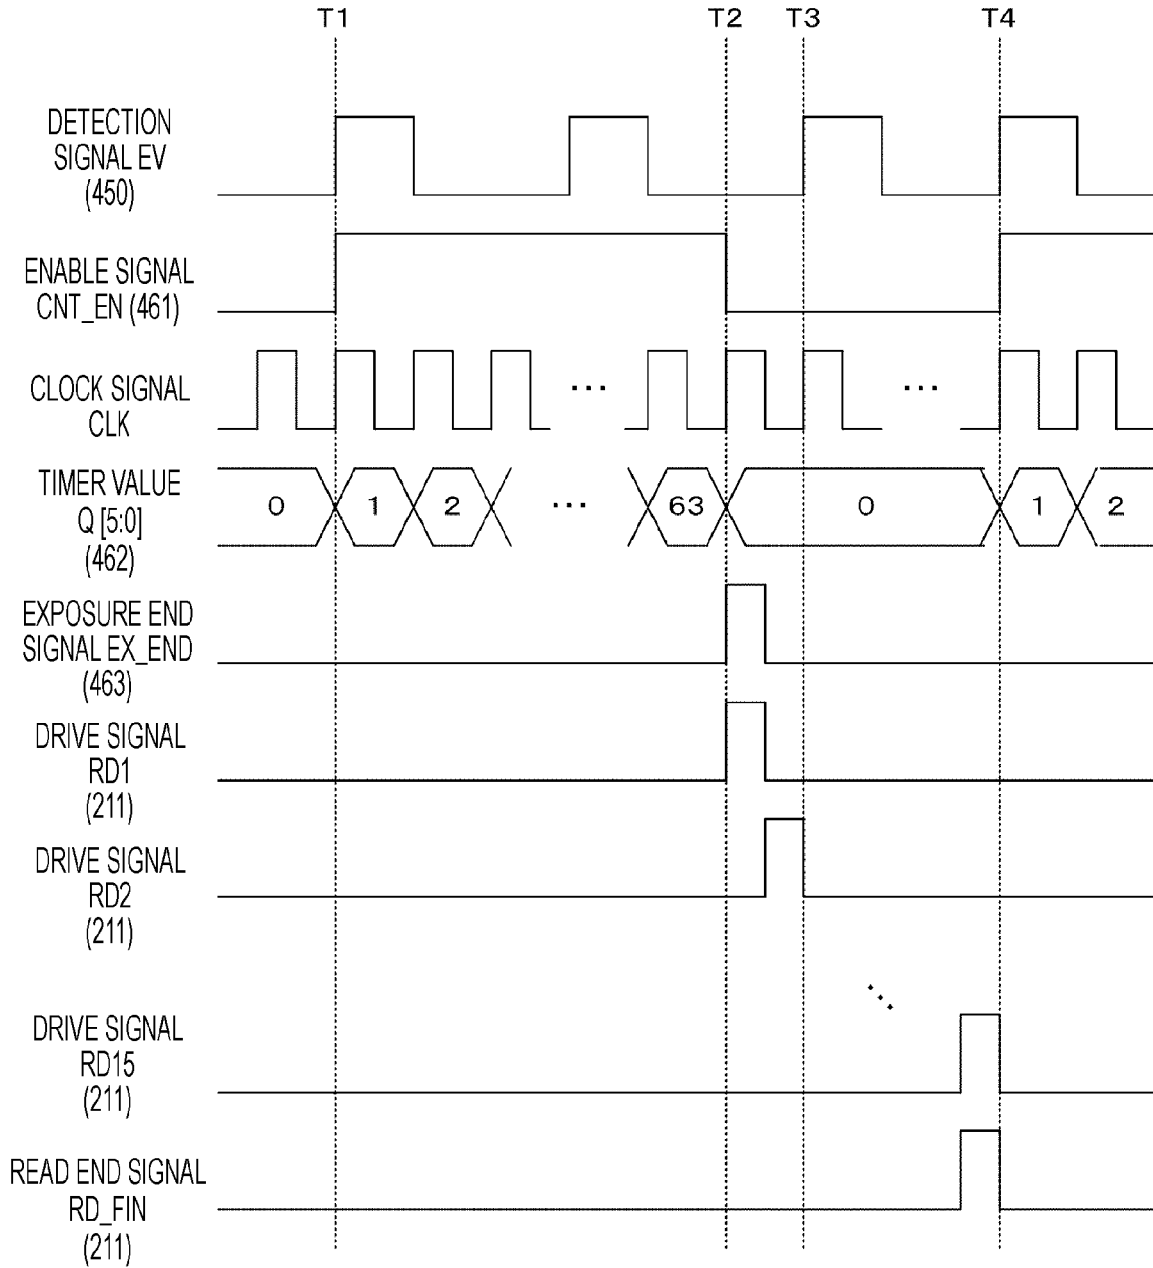 T1 T2 T3 T4
DETECTION
SIGNAL EV
(450)
ENABLE SIGNAL
CNT_EN (461)
CLOCK SIGNAL
CLK
... ...
TIMER VALUE
Q [5:0]
(462)
0 1 2 ... 63 0 1 2
EXPOSURE END
SIGNAL EX_END
(463)
DRIVE SIGNAL
RD1
(211)
DRIVE SIGNAL
RD2
(211)
DRIVE SIGNAL
RD15
(211)
READ END SIGNAL
RD_FIN
(211)